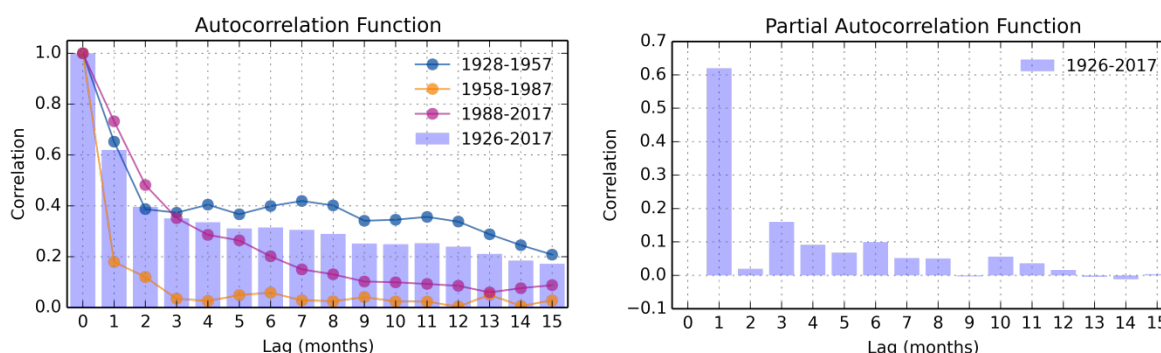 Autocorrelation Function
1.0
0.8
0.6
0.4
0.2
0.0
Correlation
1928-1957
1958-1987
1988-2017
1926-2017
0 1 2 3 4 5 6 7 8 9 10 11 12 13 14 15
Lag (months)
Partial Autocorrelation Function
0.7
0.6
0.5
0.4
0.3
0.2
0.1
0.0
−0.1
Correlation
1926-2017
0 1 2 3 4 5 6 7 8 9 10 11 12 13 14 15
Lag (months)